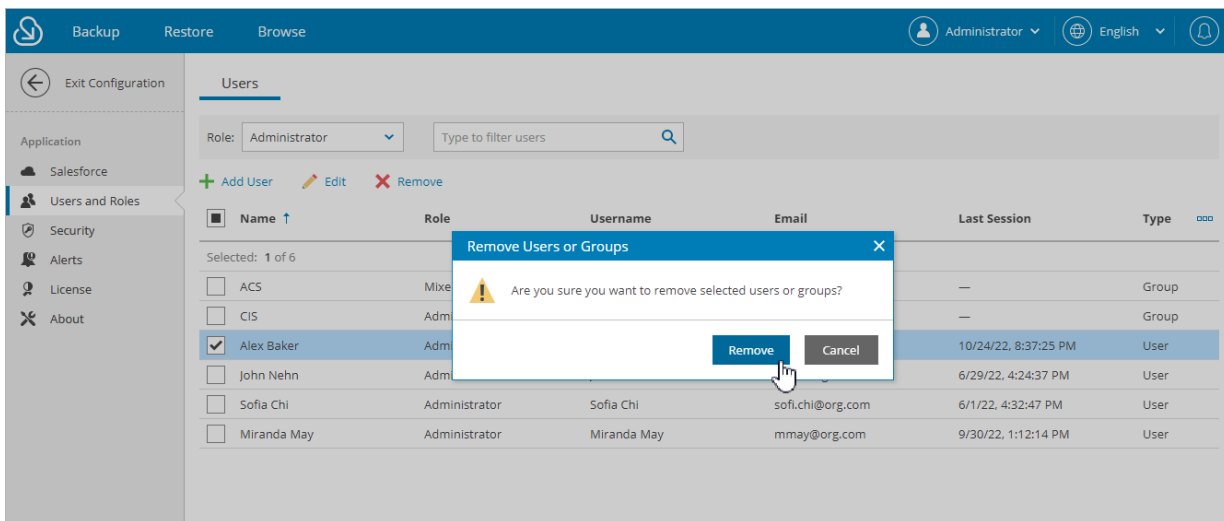 Backup Restore Browse Administrator English
Exit Configuration
Users
Application
Salesforce
Users and Roles
Security
Alerts
License
About
Role: Administrator Type to filter users
Add User Edit Remove
Name ↑ Role Username Email Last Session Type
Selected: 1 of 6
ACS Mixe — Group
CIS Admi — Group
Alex Baker Admi 10/24/22, 8:37:25 PM User
John Nehn Admi 6/29/22, 4:24:37 PM User
Sofia Chi Administrator Sofia Chi sofi.chi@org.com 6/1/22, 4:32:47 PM User
Miranda May Administrator Miranda May mmay@org.com 9/30/22, 1:12:14 PM User
Remove Users or Groups
Are you sure you want to remove selected users or groups?
Remove Cancel